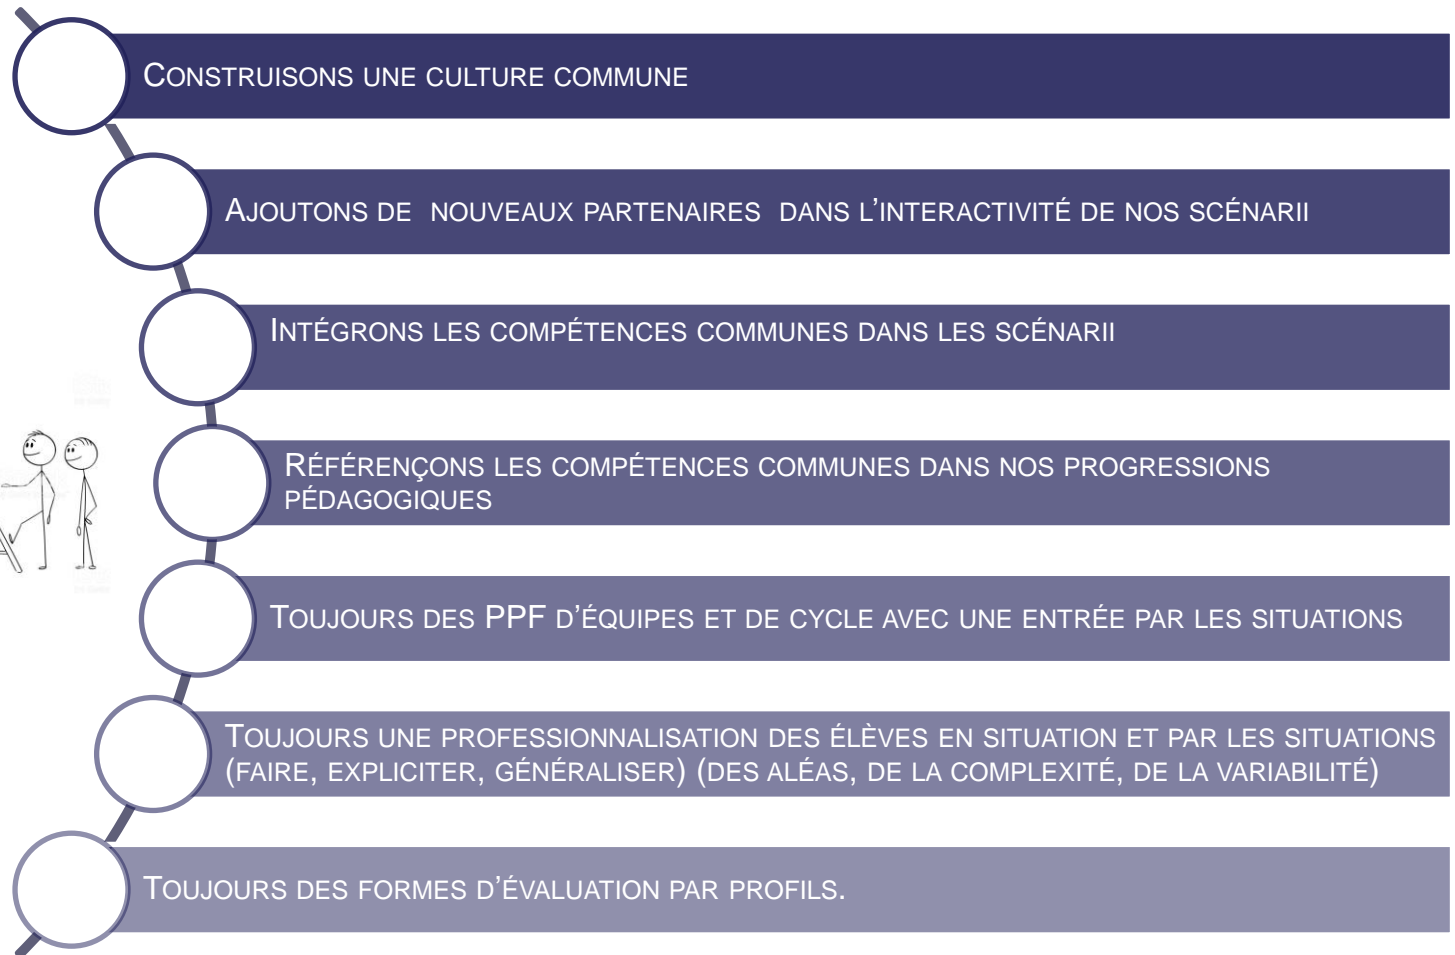 CONSTRUISONS UNE CULTURE COMMUNE
AJOUTONS DE NOUVEAUX PARTENAIRES DANS L'INTERACTIVITÉ DE NOS SCÉNARII
INTÉGRONS LES COMPÉTENCES COMMUNES DANS LES SCÉNARII
RÉFÉRENÇONS LES COMPÉTENCES COMMUNES DANS NOS PROGRESSIONS
PÉDAGOGIQUES
TOUJOURS DES PPF D'ÉQUIPES ET DE CYCLE AVEC UNE ENTRÉE PAR LES SITUATIONS
TOUJOURS UNE PROFESSIONNALISATION DES ÉLÈVES EN SITUATION ET PAR LES SITUATIONS
(FAIRE, EXPLICITER, GÉNÉRALISER) (DES ALÉAS, DE LA COMPLEXITÉ, DE LA VARIABILITÉ)
TOUJOURS DES FORMES D'ÉVALUATION PAR PROFILS.